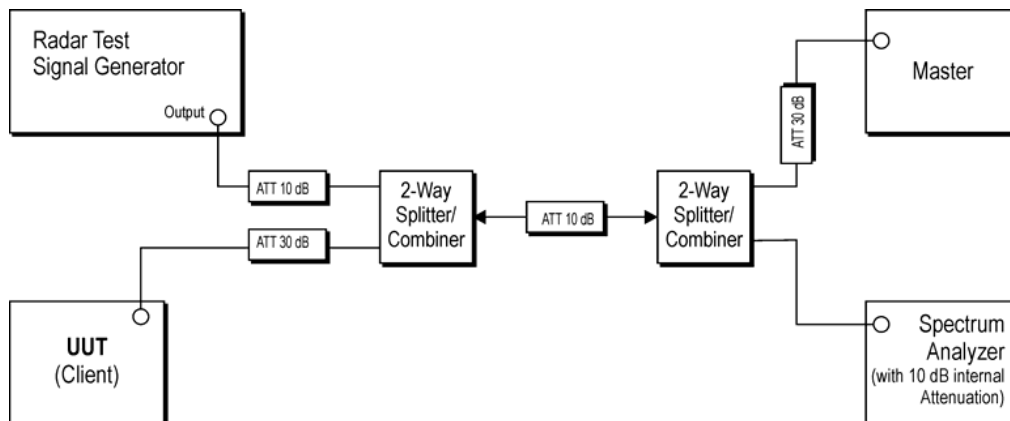 Radar Test
Signal Generator
Output
ATT 10 dB
ATT 30 dB
UUT
(Client)
2-Way
Splitter/
Combiner
ATT 10 dB
2-Way
Splitter/
Combiner
ATT 30 dB
Master
Spectrum
Analyzer
(with 10 dB internal
Attenuation)